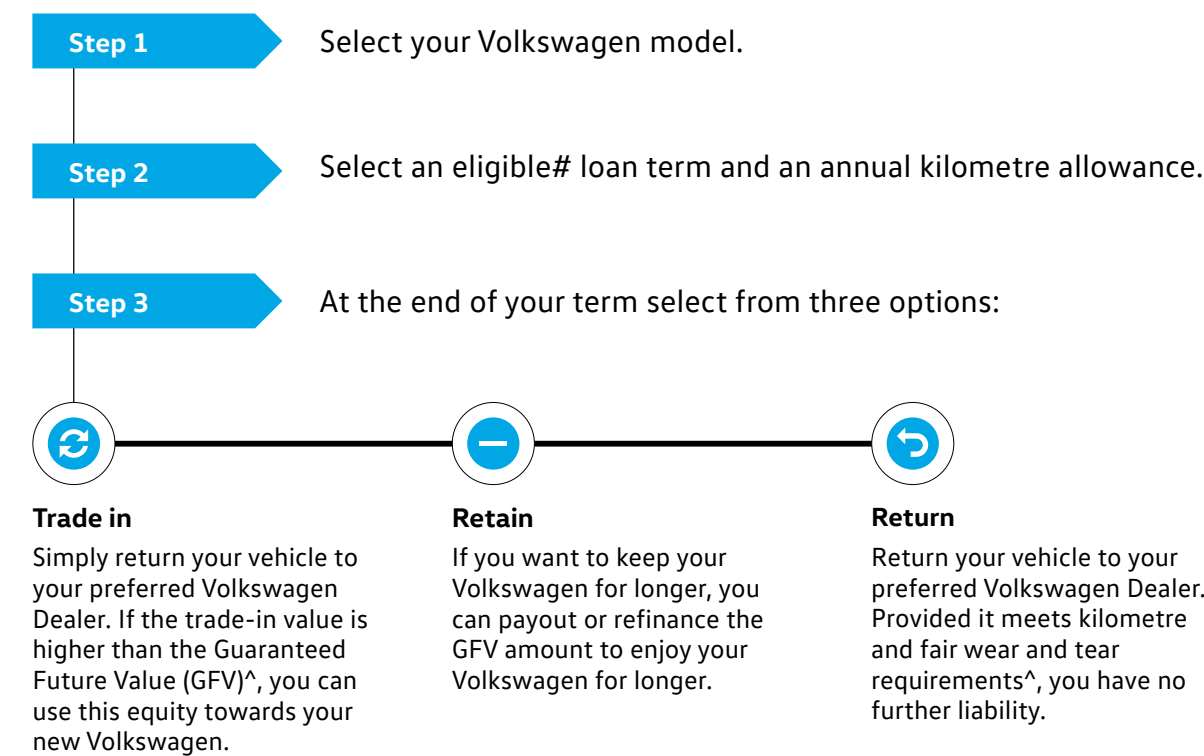 Step 1
Select your Volkswagen model.
Step 2
Select an eligible# loan term and an annual kilometre allowance.
Step 3
At the end of your term select from three options:
Trade in
Simply return your vehicle to
your preferred Volkswagen
Dealer. If the trade-in value is
higher than the Guaranteed
Future Value (GFV)^, you can
use this equity towards your
new Volkswagen.
Retain
If you want to keep your
Volkswagen for longer, you
can payout or refinance the
GFV amount to enjoy your
Volkswagen for longer.
Return
Return your vehicle to your
preferred Volkswagen Dealer.
Provided it meets kilometre
and fair wear and tear
requirements^, you have no
further liability.